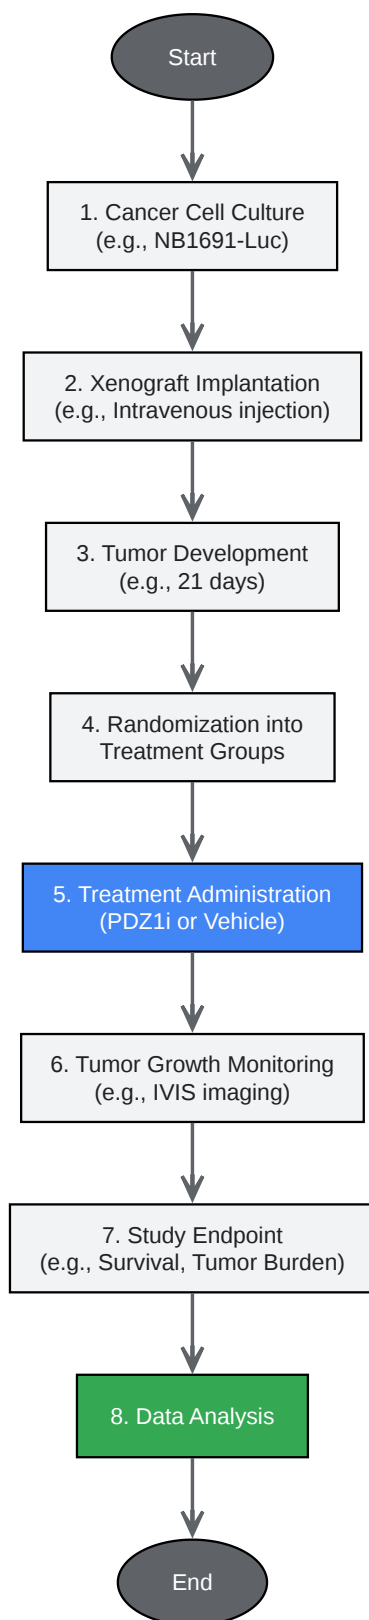 Start
1. Cancer Cell Culture
(e.g., NB1691-Luc)
2. Xenograft Implantation
(e.g., Intravenous injection)
3. Tumor Development
(e.g., 21 days)
4. Randomization into
Treatment Groups
5. Treatment Administration
(PDZ1i or Vehicle)
6. Tumor Growth Monitoring
(e.g., IVIS imaging)
7. Study Endpoint
(e.g., Survival, Tumor Burden)
8. Data Analysis
End